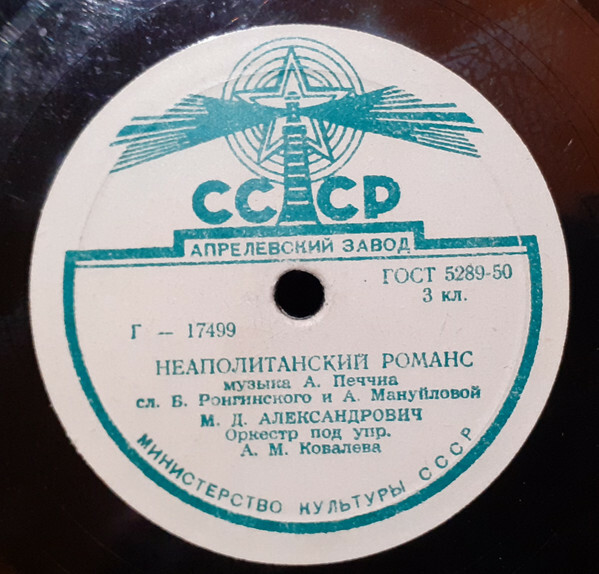 СССР
АПРЕЛЕВСКИЙ ЗАВОД
ГОСТ 5289-50
3 кл.
Г - 17499
НЕАПОЛИТАНСКИЙ РОМАНС
музыка А. Печчиа
сл. Б. Ронгинского и А. Мануйловой
М. Д. АЛЕКСАНДРОВИЧ
Оркестр под упр.
А. М. Ковалева
МИНИСТЕРСТВО КУЛЬТУРЫ СССР